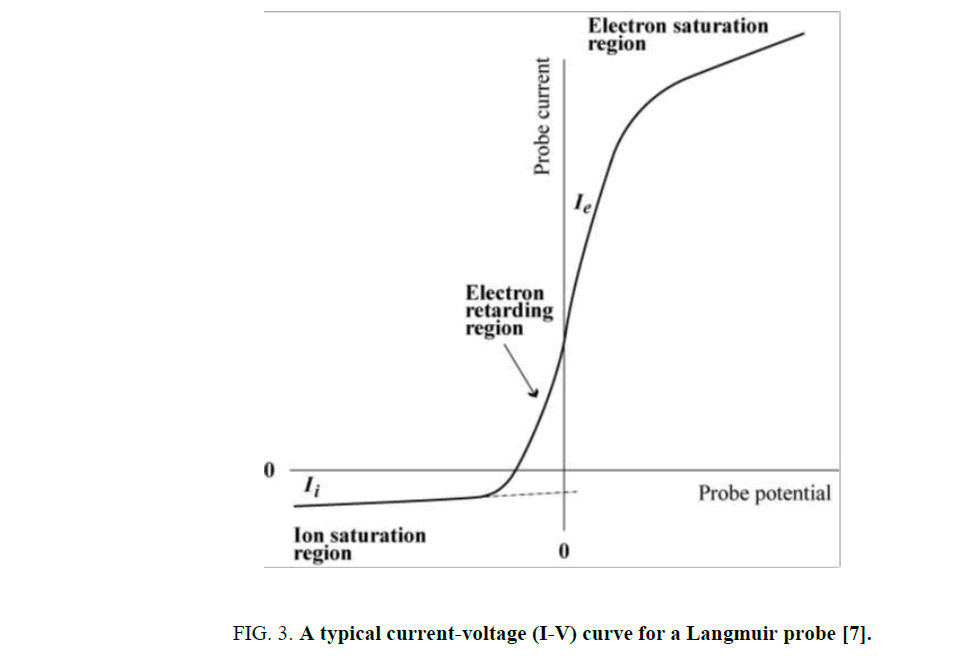 Electron saturation
region
Probe current
Ie
Electron
retarding
region
0
Ii
Probe potential
Ion saturation
region
0
FIG. 3. A typical current-voltage (I-V) curve for a Langmuir probe [7].